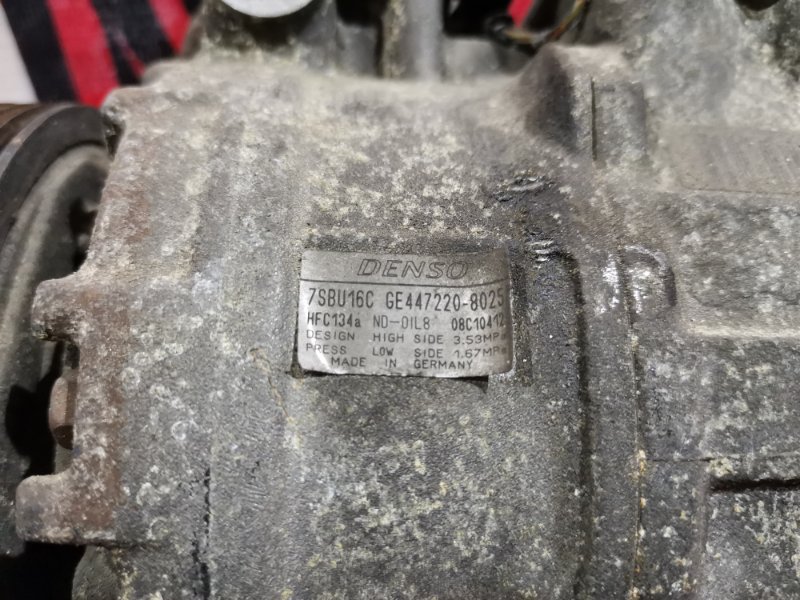 DENSO
7SBU16C GE447220-8025
HFC134a ND-OIL8 08C10412
DESIGN HIGH SIDE 3.53MPa
PRESS LOW SIDE 1.67MPa
MADE IN GERMANY